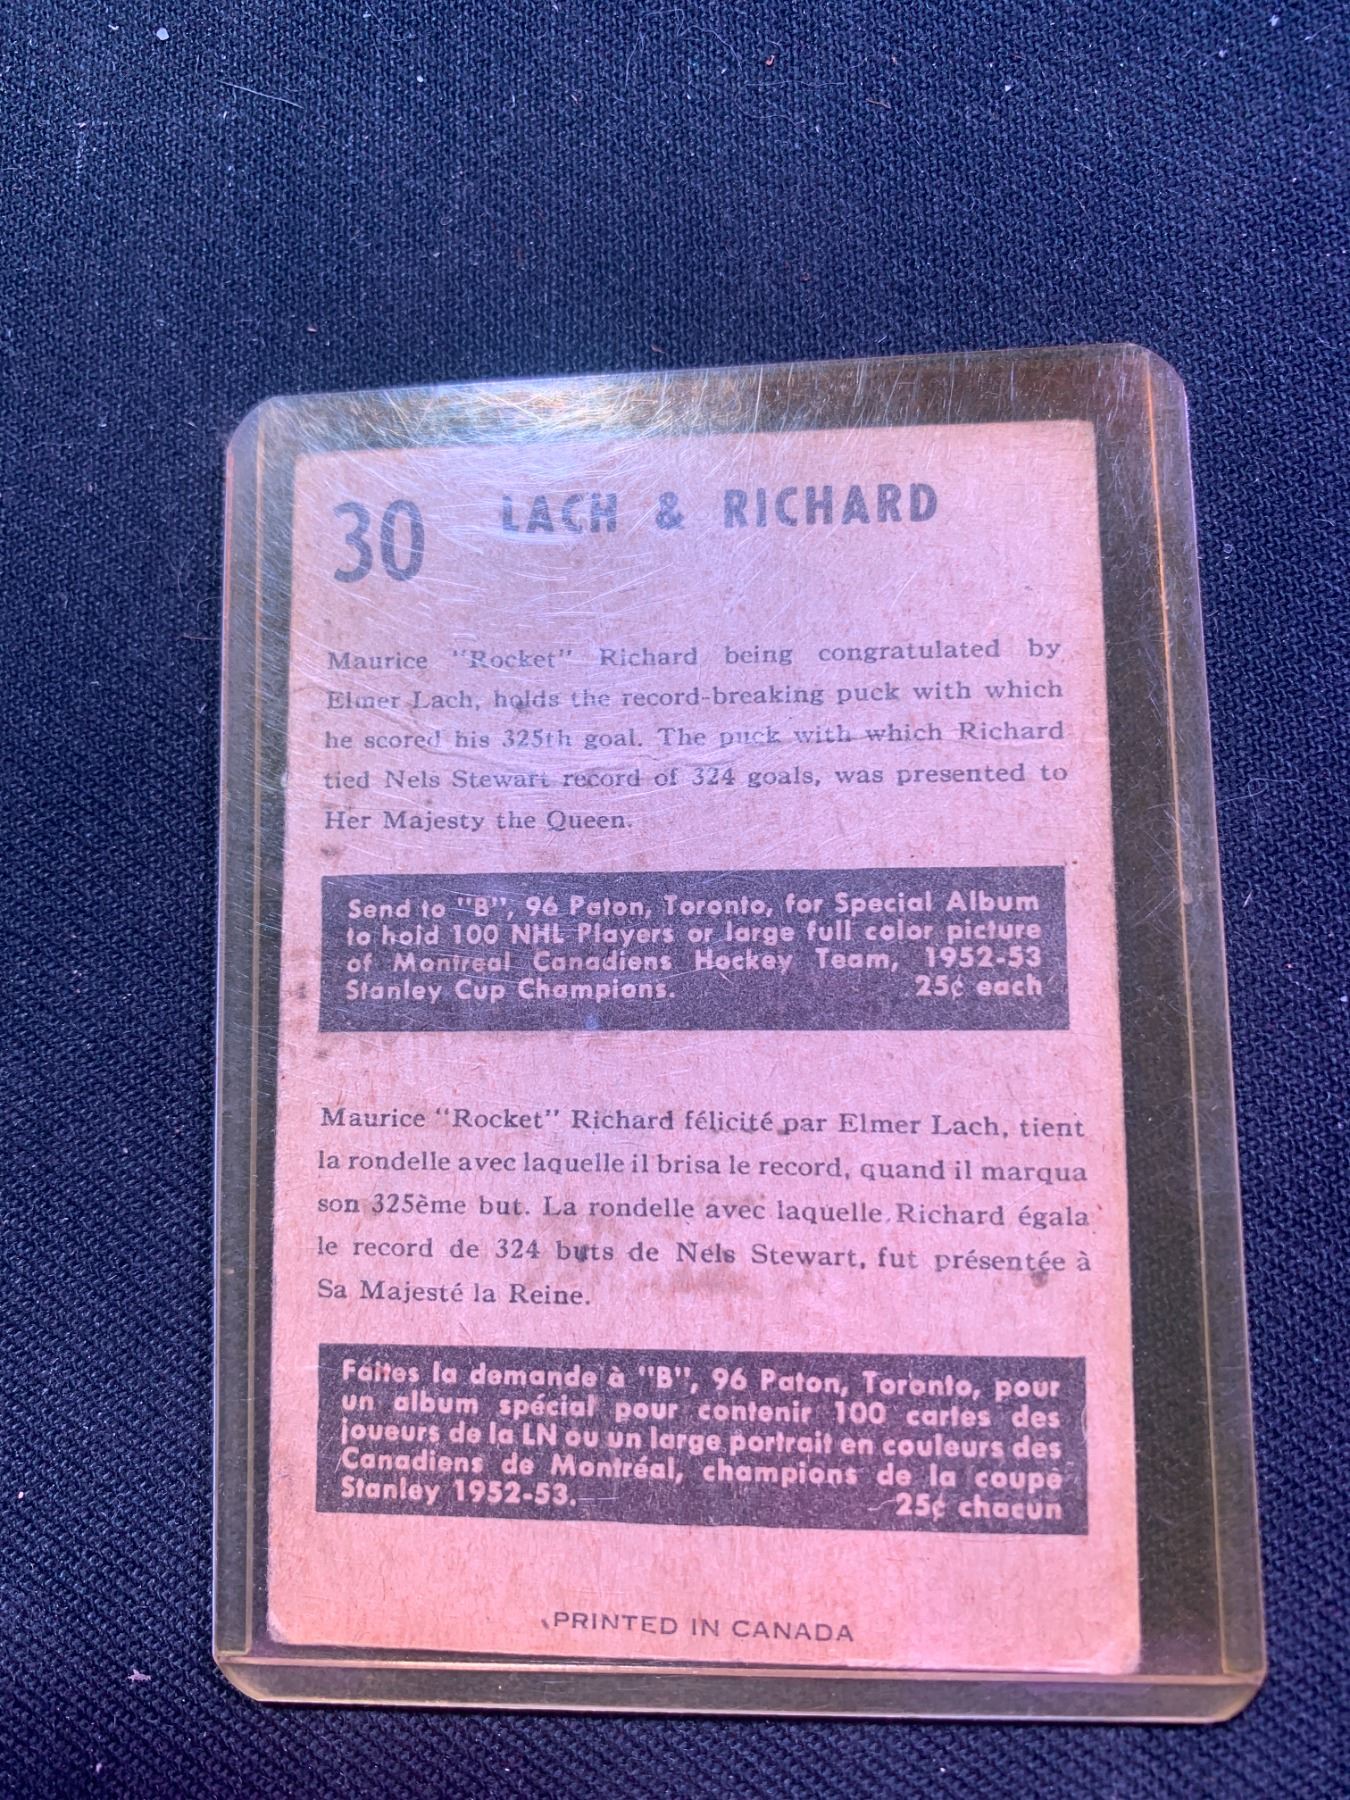 30 LACH & RICHARD
Maurice "Rocket" Richard being congratulated by
Elmer Lach, holds the record-breaking puck with which
he scored his 325th goal. The puck with which Richard
tied Nels Stewart record of 324 goals, was presented to
Her Majesty the Queen.
Send to "B", 96 Paton, Toronto, for Special Album
to hold 100 NHL Players or large full color picture
of Montreal Canadiens Hockey Team, 1952-53
Stanley Cup Champions. 25¢ each
Maurice "Rocket" Richard félicité par Elmer Lach, tient
la rondelle avec laquelle il brisa le record, quand il marqua
son 325ème but. La rondelle avec laquelle Richard égala
le record de 324 buts de Nels Stewart, fut présentée à
Sa Majesté la Reine.
Faites la demande à "B", 96 Paton, Toronto, pour
un album spécial pour contenir 100 cartes des
joueurs de la LN ou un large portrait en couleurs des
Canadiens de Montréal, champions de la coupe
Stanley 1952-53. 25¢ chacun
PRINTED IN CANADA